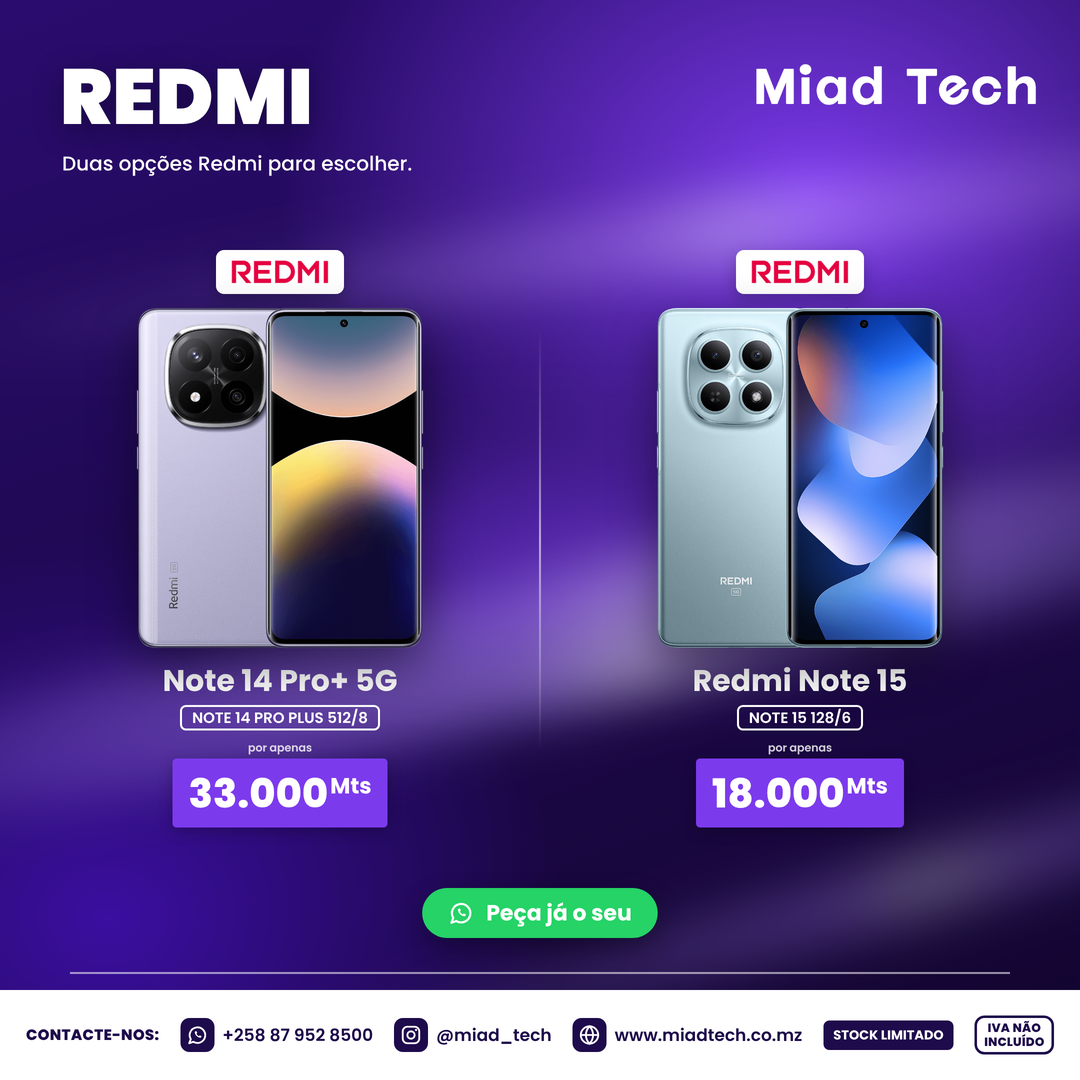 REDMI
Miad Tech
Duas opções Redmi para escolher.
REDMI
REDMI
Redmi 5G
REDMI
5G
Note 14 Pro+ 5G
Redmi Note 15
NOTE 14 PRO PLUS 512/8
NOTE 15 128/6
por apenas
por apenas
33.000Mts
18.000Mts
Peça já o seu
CONTACTE-NOS:
+258 87 952 8500
@miad_tech
www.miadtech.co.mz
STOCK LIMITADO
IVA NÃO
INCLUÍDO